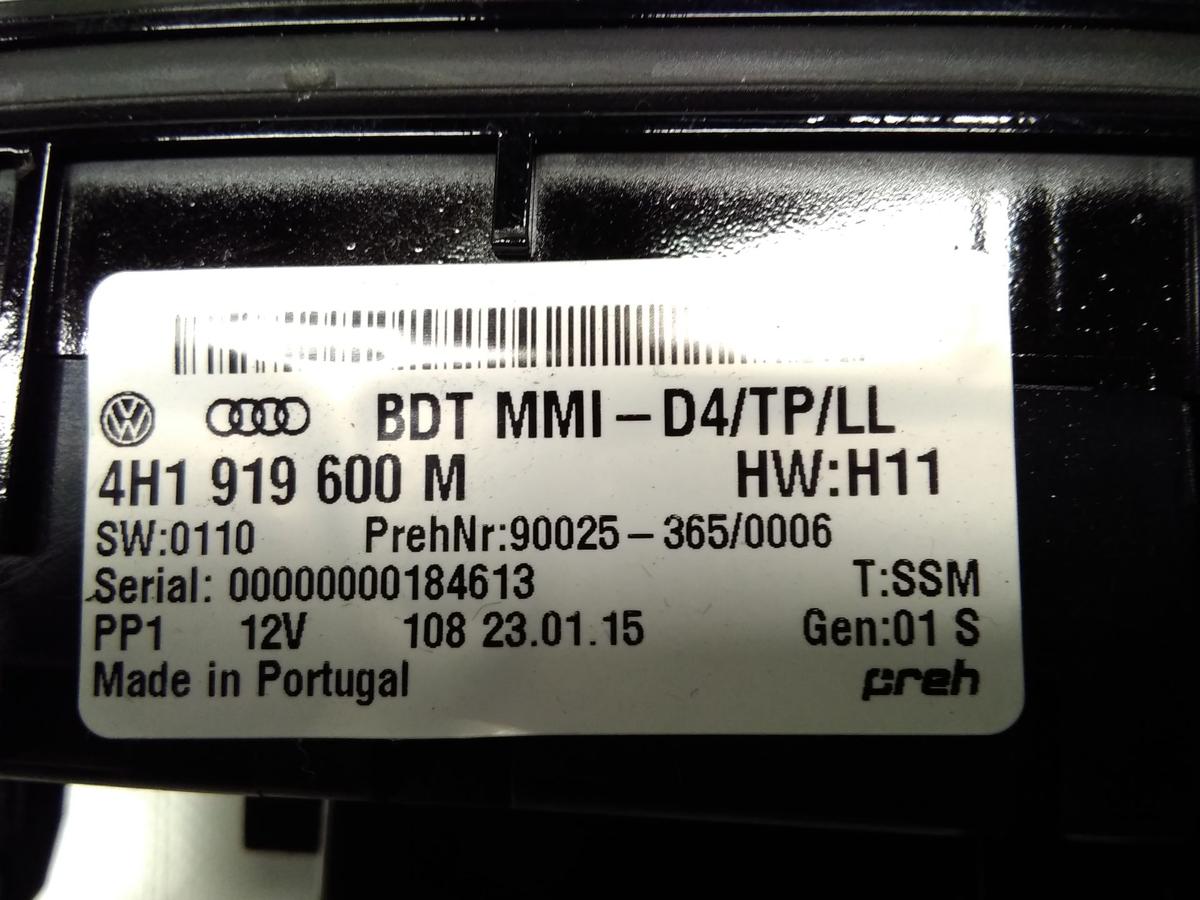 BDT MMI – D4/TP/LL
4H1 919 600 M HW:H11
SW:0110 PrehNr:90025 – 365/0006
Serial: 00000000184613 T:SSM
PP1 12V 108 23.01.15 Gen:01 S
Made in Portugal preh